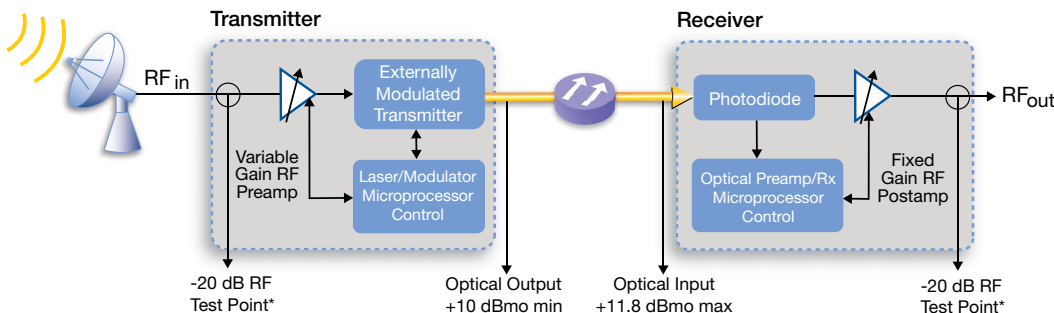 Transmitter
Receiver
RF in
Externally
Modulated
Transmitter
Photodiode
RFout
Variable
Gain RF
Preamp
Laser/Modulator
Microprocessor
Control
Optical Preamp/Rx
Microprocessor
Control
Fixed
Gain RF
Postamp
-20 dB RF
Test Point*
Optical Output
+10 dBmo min
Optical Input
+11.8 dBmo max
-20 dB RF
Test Point*